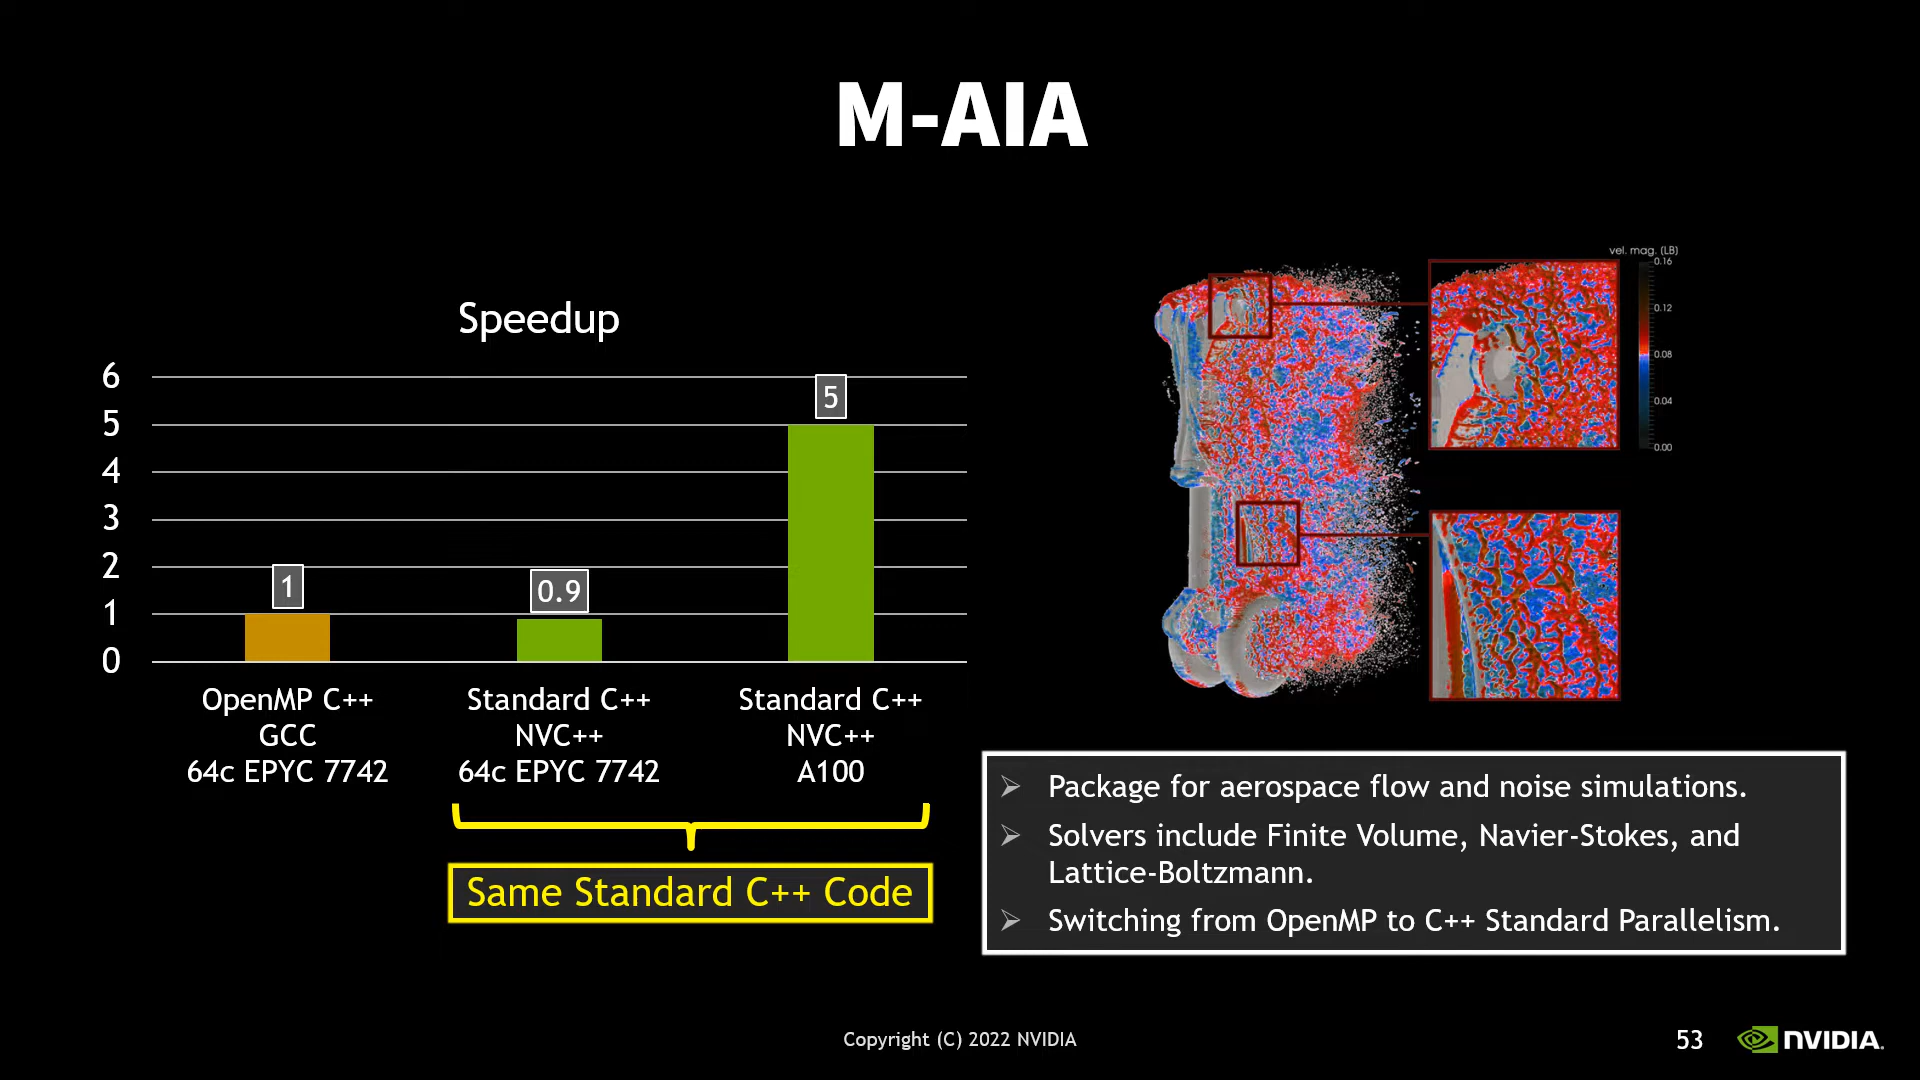 M-AIA
Speedup
6
5
4
3
2
1
0
1
0.9
5
OpenMP C++
GCC
64c EPYC 7742
Standard C++
NVC++
64c EPYC 7742
Standard C++
NVC++
A100
Same Standard C++ Code
vel. mag. (LB)
0.16
0.12
0.08
0.04
0.00
➢ Package for aerospace flow and noise simulations.
➢ Solvers include Finite Volume, Navier-Stokes, and
Lattice-Boltzmann.
➢ Switching from OpenMP to C++ Standard Parallelism.
Copyright (C) 2022 NVIDIA
53
NVIDIA.